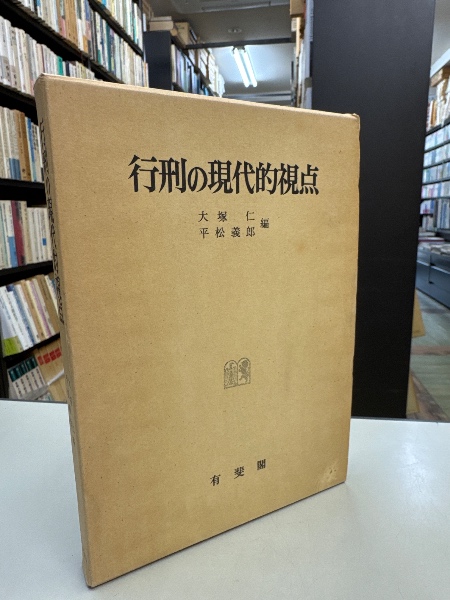 行刑の現代的視点
大塚仁
平松義郎
編
有斐閣